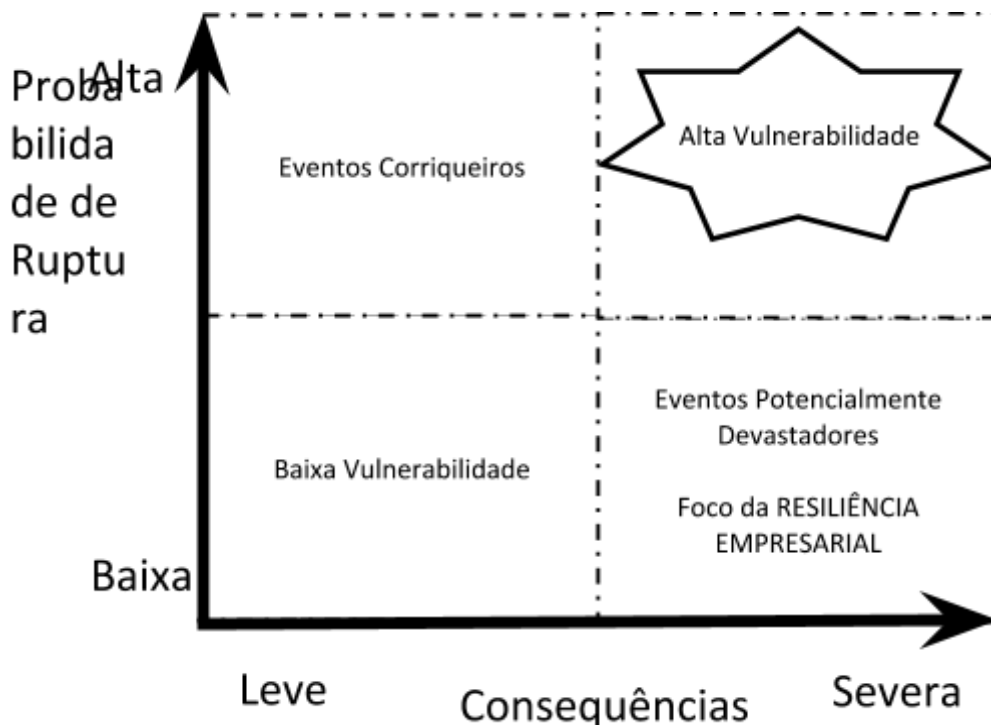 Alta
Proba
bilida
de de
Ruptu
ra
Eventos Corriqueiros
Alta Vulnerabilidade
Baixa Vulnerabilidade
Eventos Potencialmente
Devastadores
Foco da RESILIÊNCIA
EMPRESARIAL
Baixa
Leve
Consequências
Severa